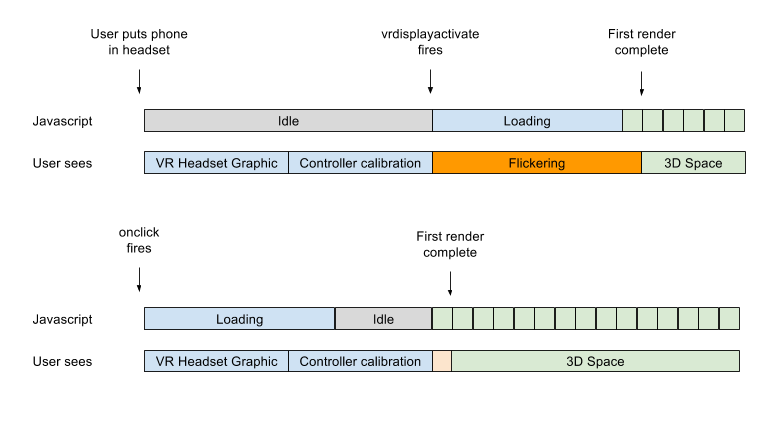 User puts phone
in headset
vrdisplayactivate
fires
First render
complete
Javascript
Idle
Loading
User sees
VR Headset Graphic
Controller calibration
Flickering
3D Space
onclick
fires
First render
complete
Javascript
Loading
Idle
User sees
VR Headset Graphic
Controller calibration
3D Space